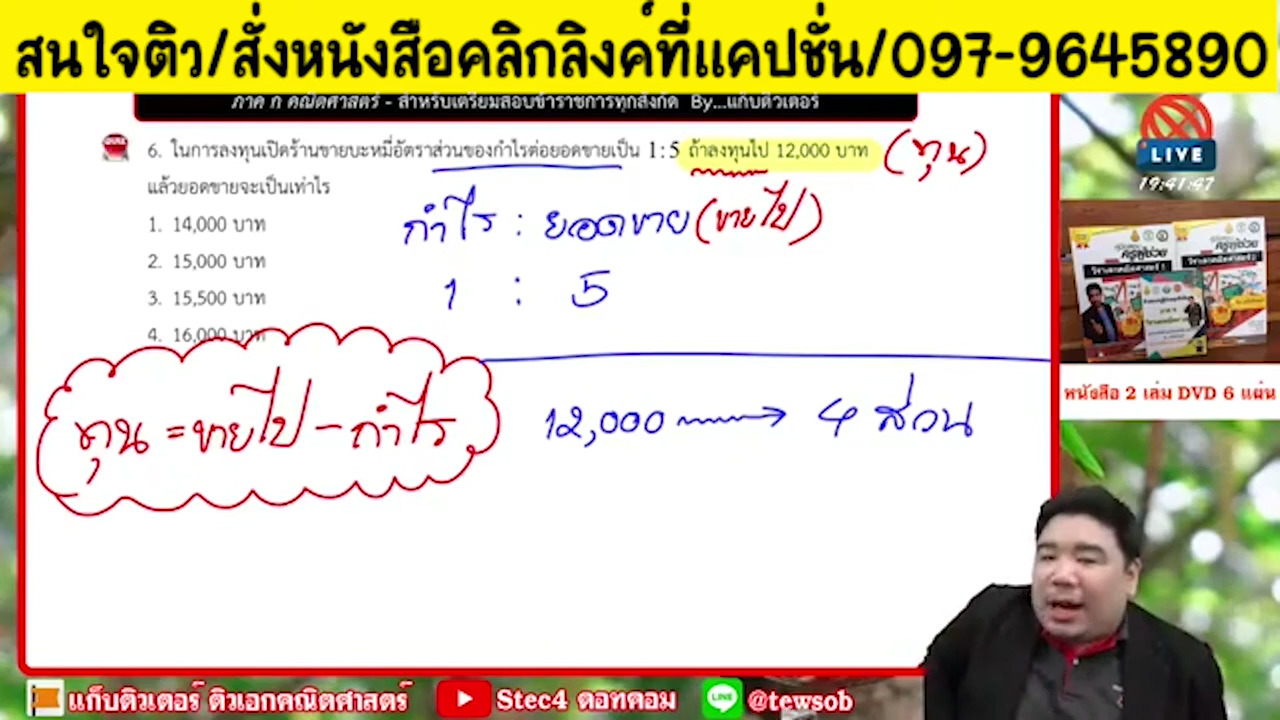 สนใจติว/สั่งหนังสือคลิกลิงค์ที่แคปชั่น/097-9645890
ภาค ก คณิตศาสตร์ - สำหรับเตรียมสอบข้าราชการทุกสังกัด By...แก๊บติวเตอร์
6. ในการลงทุนเปิดร้านขายบะหมี่อัตราส่วนของกำไรต่อยอดขายเป็น 1:5 ถ้าลงทุนไป 12,000 บาท (ทุน)
แล้วยอดขายจะเป็นเท่าไร
1. 14,000 บาท
2. 15,000 บาท
3. 15,500 บาท
4. 16,000 บาท
กำไร : ยอดขาย (ขายไป)
1 : 5
ทุน = ขายไป - กำไร
12,000 → 4 ส่วน
LIVE
19:41:47
หนังสือ 2 เล่ม DVD 6 แผ่น
แก๊บติวเตอร์ ติวเอกคณิตศาสตร์
Stec4 ดอทคอม
LINE
@tewsob